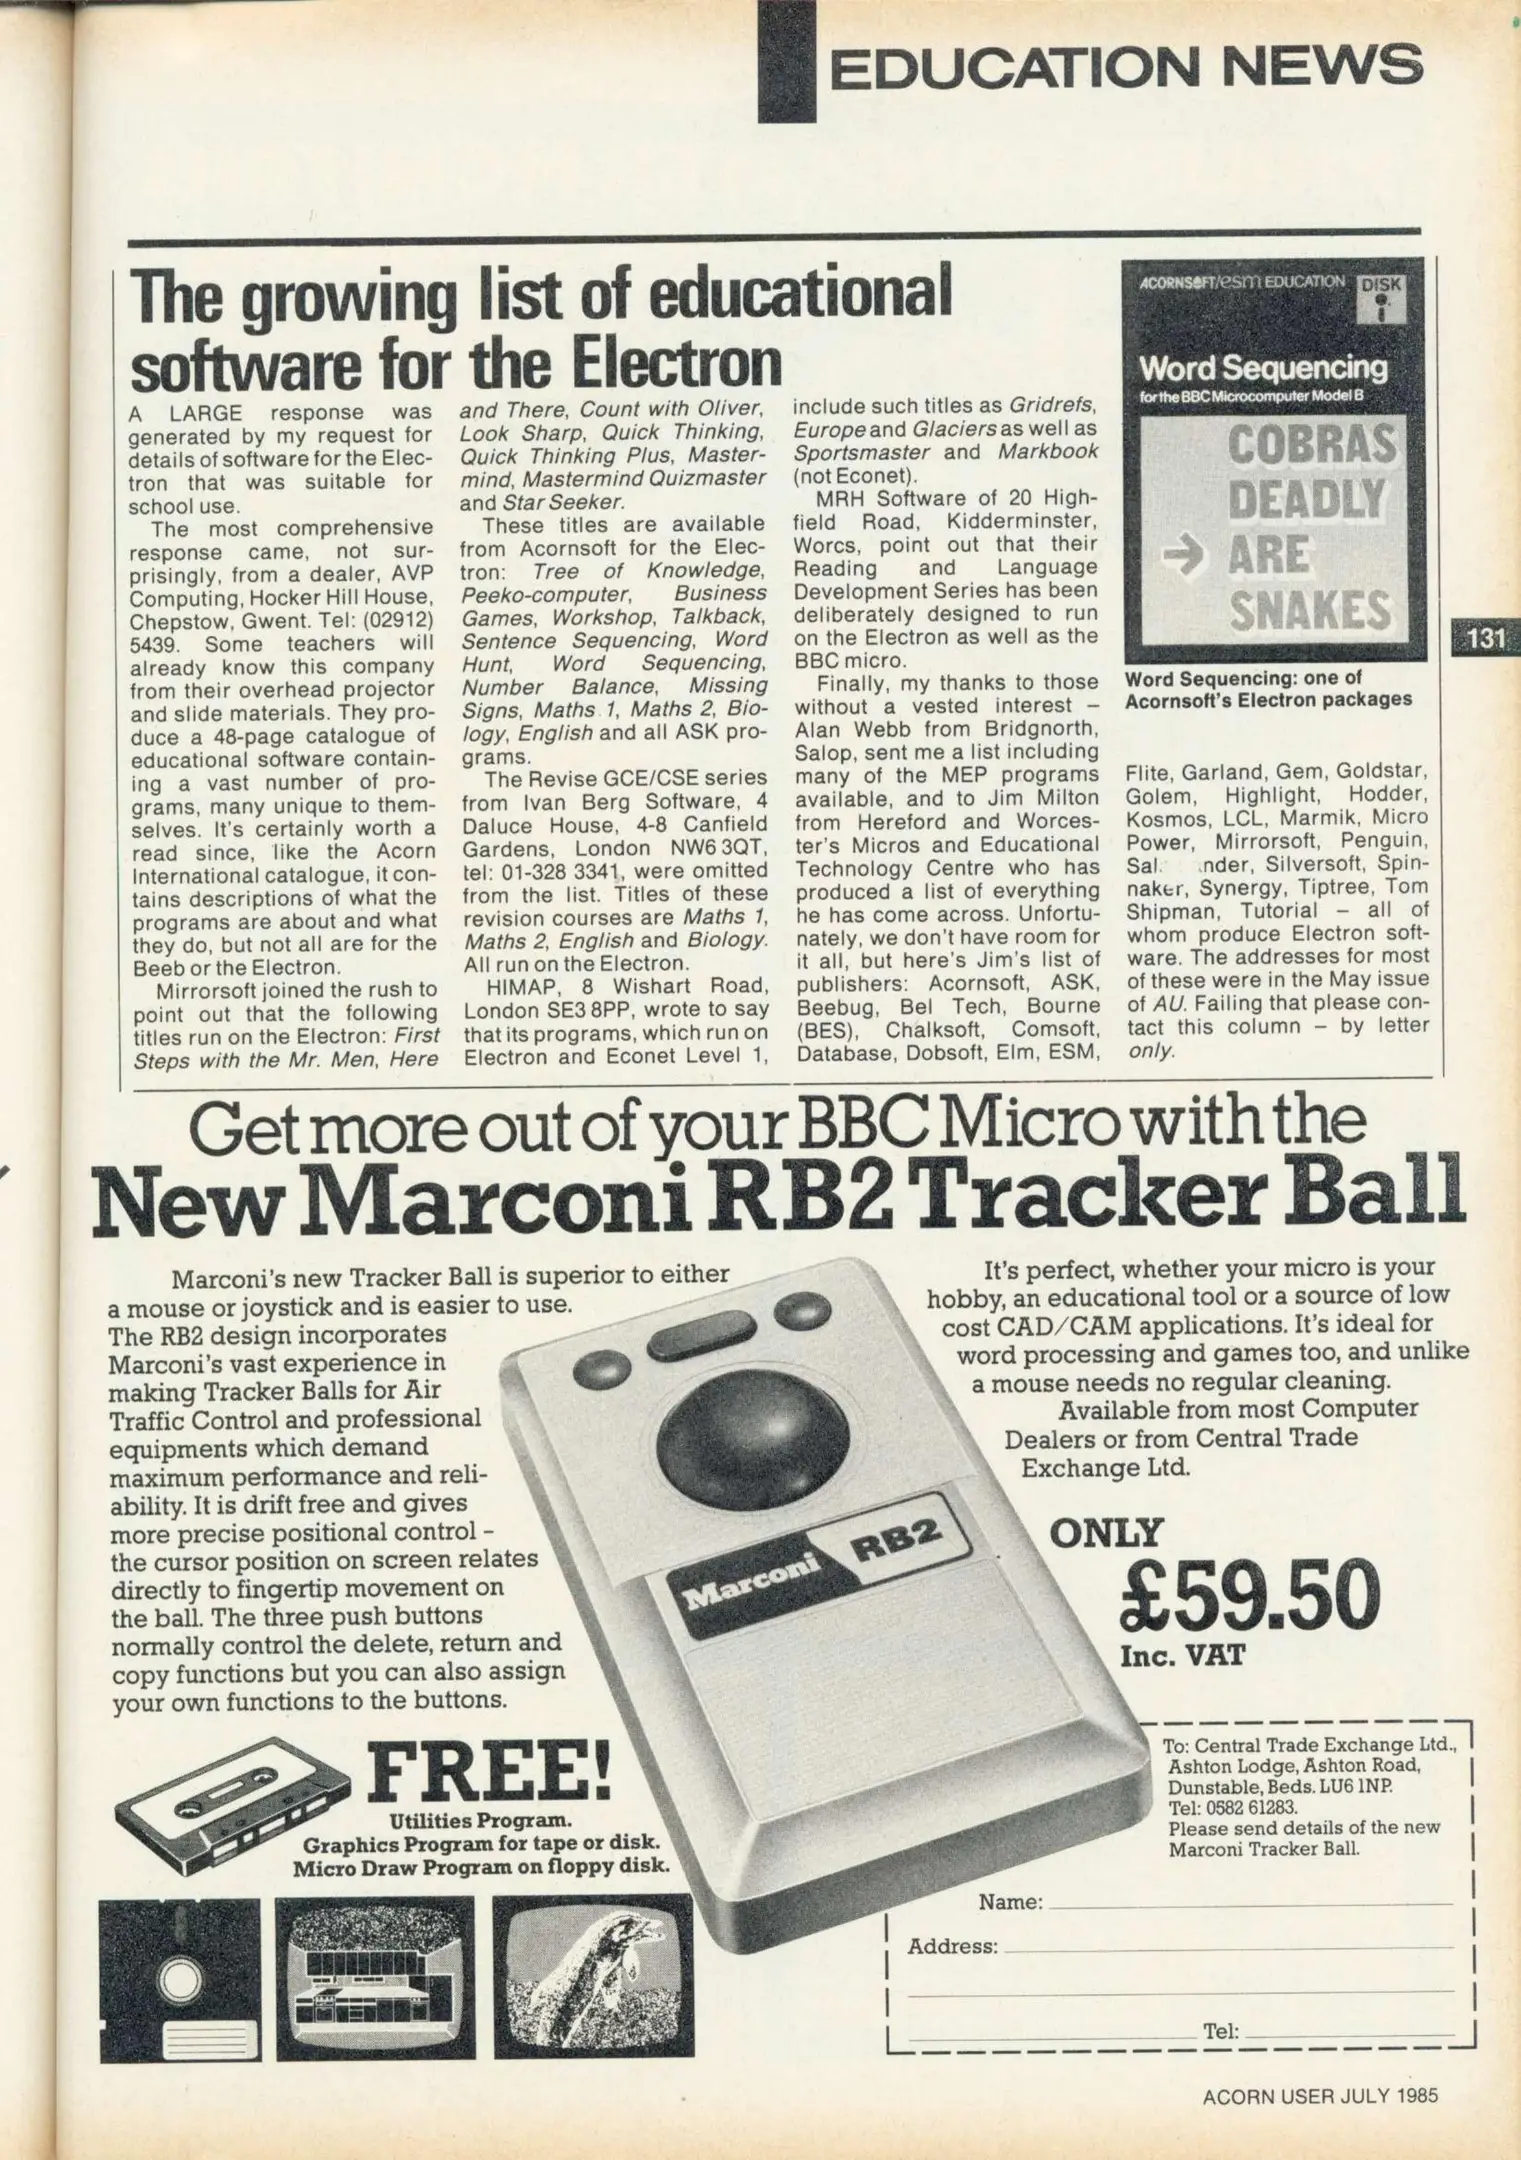 EDUCATION NEWS
The growing list of educational
software for the Electron
A LARGE response was
generated by my request for
details of software for the Elec-
tron that was suitable for
school use.
The most comprehensive
response came, not sur-
prisingly, from a dealer, AVP
Computing, Hocker Hill House,
Chepstow, Gwent. Tel: (02912)
5439. Some teachers will
already know this company
from their overhead projector
and slide materials. They pro-
duce a 48-page catalogue of
educational software contain-
ing a vast number of pro-
grams, many unique to them-
selves. It's certainly worth a
read since, like the Acorn
International catalogue, it con-
tains descriptions of what the
programs are about and what
they do, but not all are for the
Beeb or the Electron.
Mirrorsoft joined the rush to
point out that the following
titles run on the Electron: First
Steps with the Mr. Men, Here
and There, Count with Oliver,
Look Sharp, Quick Thinking,
Quick Thinking Plus, Master-
mind, Mastermind Quizmaster
and Star Seeker.
These titles are available
from Acornsoft for the Elec-
tron: Tree of Knowledge,
Peeko-computer, Business
Games, Workshop, Talkback,
Sentence Sequencing, Word
Hunt, Word Sequencing,
Number Balance, Missing
Signs, Maths 1, Maths 2, Bio-
logy, English and all ASK pro-
grams.
The Revise GCE/CSE series
from Ivan Berg Software, 4
Daluce House, 4-8 Canfield
Gardens, London NW6 3QT,
tel: 01-328 3341, were omitted
from the list. Titles of these
revision courses are Maths 1,
Maths 2, English and Biology.
All run on the Electron.
HIMAP, 8 Wishart Road,
London SE3 8PP, wrote to say
that its programs, which run on
Electron and Econet Level 1,
include such titles as Gridrefs,
Europe and Glaciers as well as
Sportsmaster and Markbook
(not Econet).
MRH Software of 20 High-
field Road, Kidderminster,
Worcs, point out that their
Reading and Language
Development Series has been
deliberately designed to run
on the Electron as well as the
BBC micro.
Finally, my thanks to those
without a vested interest –
Alan Webb from Bridgnorth,
Salop, sent me a list including
many of the MEP programs
available, and to Jim Milton
from Hereford and Worces-
ter's Micros and Educational
Technology Centre who has
produced a list of everything
he has come across. Unfortu-
nately, we don't have room for
it all, but here's Jim's list of
publishers: Acornsoft, ASK,
Beebug, Bel Tech, Bourne
(BES), Chalksoft, Comsoft,
Database, Dobsoft, Elm, ESM,
ACORNSOFT/esm EDUCATION
DISK
Word Sequencing
for the BBC Microcomputer Model B
COBRAS
DEADLY
→ ARE
SNAKES
Word Sequencing: one of
Acornsoft's Electron packages
Flite, Garland, Gem, Goldstar,
Golem, Highlight, Hodder,
Kosmos, LCL, Marmik, Micro
Power, Mirrorsoft, Penguin,
Silversoft, Spin-
naker, Synergy, Tiptree, Tom
Shipman, Tutorial – all of
whom produce Electron soft-
ware. The addresses for most
of these were in the May issue
of AU. Failing that please con-
tact this column – by letter
only.
131
Get more out of your BBC Micro with the
New Marconi RB2 Tracker Ball
Marconi's new Tracker Ball is superior to either
a mouse or joystick and is easier to use.
The RB2 design incorporates
Marconi's vast experience in
making Tracker Balls for Air
Traffic Control and professional
equipments which demand
maximum performance and reli-
ability. It is drift free and gives
more precise positional control –
the cursor position on screen relates
directly to fingertip movement on
the ball. The three push buttons
normally control the delete, return and
copy functions but you can also assign
your own functions to the buttons.
Marconi RB2
It's perfect, whether your micro is your
hobby, an educational tool or a source of low
cost CAD/CAM applications. It's ideal for
word processing and games too, and unlike
a mouse needs no regular cleaning.
Available from most Computer
Dealers or from Central Trade
Exchange Ltd.
ONLY
£59.50
Inc. VAT
FREE!
Utilities Program.
Graphics Program for tape or disk.
Micro Draw Program on floppy disk.
To: Central Trade Exchange Ltd.,
Ashton Lodge, Ashton Road,
Dunstable, Beds. LU6 1NP.
Tel: 0582 61283.
Please send details of the new
Marconi Tracker Ball.
Name:
Address:
Tel:
ACORN USER JULY 1985